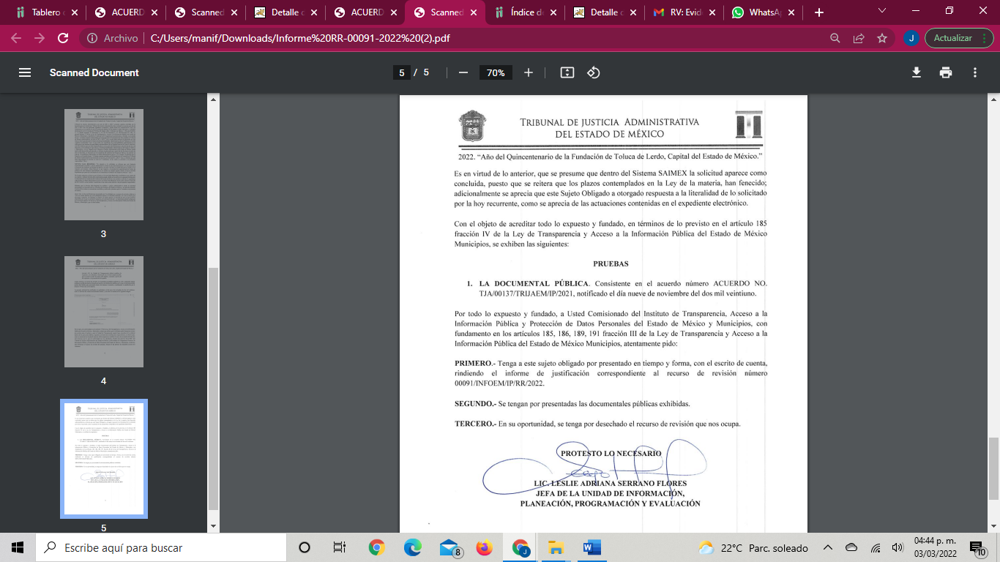 Tablero
ACUERD
Scanned
Detalle
ACUERD
Scanned
Índice de
Detalle
RV: Evid
WhatsAp
Archivo
C:/Users/manif/Downloads/Informe%20RR-00091-2022%20(2).pdf
J
Actualizar
Scanned Document
5 / 5
70%
3
4
5
TRIBUNAL DE JUSTICIA ADMINISTRATIVA
DEL ESTADO DE MÉXICO
2022. “Año del Quincentenario de la Fundación de Toluca de Lerdo, Capital del Estado de México.”
Es en virtud de lo anterior, que se presume que dentro del Sistema SAIMEX la solicitud aparece como
concluida, puesto que se reitera que los plazos contemplados en la Ley de la materia, han fenecido;
adicionalmente se aprecia que este Sujeto Obligado a otorgado respuesta a la literalidad de lo solicitado
por la hoy recurrente, como se aprecia de las actuaciones contenidas en el expediente electrónico.
Con el objeto de acreditar todo lo expuesto y fundado, en términos de lo previsto en el artículo 185
fracción IV de la Ley de Transparencia y Acceso a la Información Pública del Estado de México
Municipios, se exhiben las siguientes:
PRUEBAS
1. LA DOCUMENTAL PÚBLICA. Consistente en el acuerdo número ACUERDO NO.
TJA/00137/TRIJAEM/IP/2021, notificado el día nueve de noviembre del dos mil veintiuno.
Por todo lo expuesto y fundado, a Usted Comisionado del Instituto de Transparencia, Acceso a la
Información Pública y Protección de Datos Personales del Estado de México y Municipios, con
fundamento en los artículos 185, 186, 189, 191 fracción III de la Ley de Transparencia y Acceso a la
Información Pública del Estado de México Municipios, atentamente pido:
PRIMERO.- Tenga a este sujeto obligado por presentado en tiempo y forma, con el escrito de cuenta,
rindiendo el informe de justificación correspondiente al recurso de revisión número
00091/INFOEM/IP/RR/2022.
SEGUNDO.- Se tengan por presentadas las documentales públicas exhibidas.
TERCERO.- En su oportunidad, se tenga por desechado el recurso de revisión que nos ocupa.
PROTESTO LO NECESARIO
LIC. LESLIE ADRIANA SERRANO FLORES
JEFA DE LA UNIDAD DE INFORMACIÓN,
PLANEACIÓN, PROGRAMACIÓN Y EVALUACIÓN
Escribe aquí para buscar
8
J
22°C Parc. soleado
04:44 p. m.
03/03/2022
10